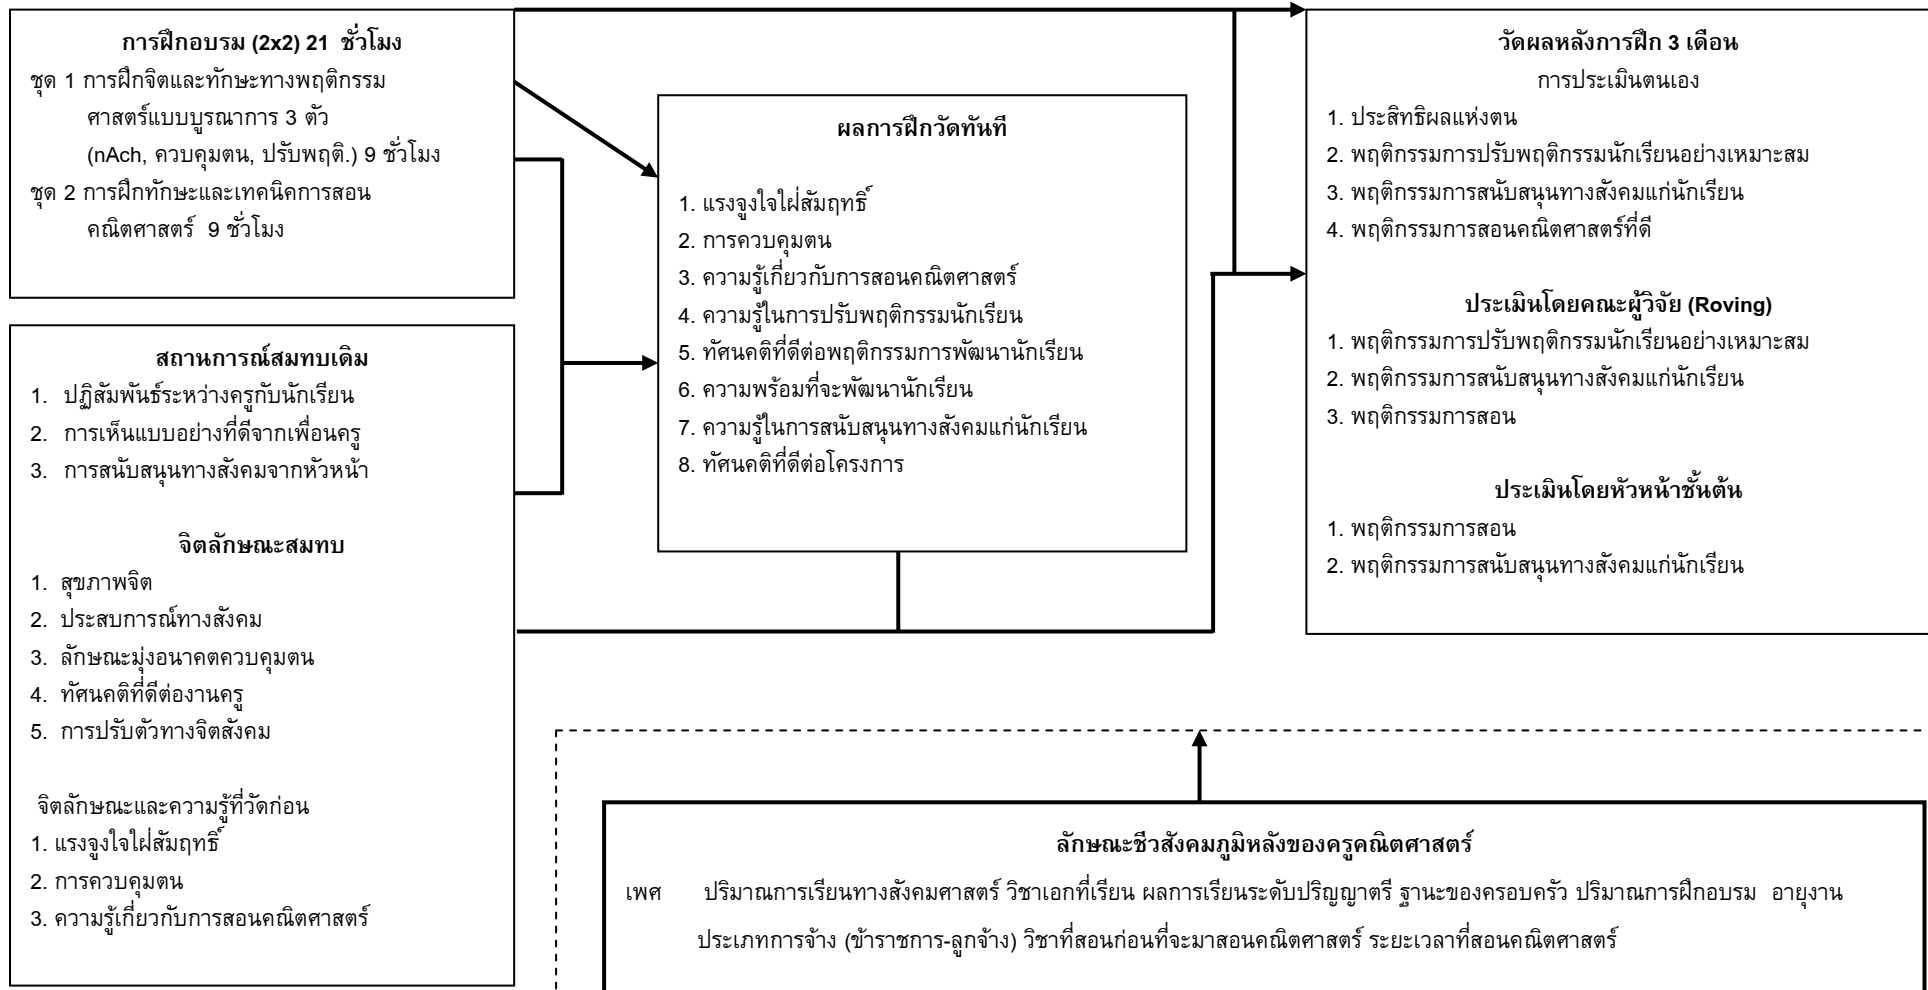 การฝึกอบรม (2x2) 21 ชั่วโมง
ชุด 1 การฝึกจิตและทักษะทางพฤติกรรม
ศาสตร์แบบบูรณาการ 3 ตัว
(nAch, ควบคุมตน, ปรับพฤติ.) 9 ชั่วโมง
ชุด 2 การฝึกทักษะและเทคนิคการสอน
คณิตศาสตร์ 9 ชั่วโมง
สถานการณ์สมทบเดิม
1. ปฏิสัมพันธ์ระหว่างครูกับนักเรียน
2. การเห็นแบบอย่างที่ดีจากเพื่อนครู
3. การสนับสนุนทางสังคมจากหัวหน้า
จิตลักษณะสมทบ
1. สุขภาพจิต
2. ประสบการณ์ทางสังคม
3. ลักษณะมุ่งอนาคตควบคุมตน
4. ทัศนคติที่ดีต่องานครู
5. การปรับตัวทางจิตสังคม
จิตลักษณะและความรู้ที่วัดก่อน
1. แรงจูงใจใฝ่สัมฤทธิ์
2. การควบคุมตน
3. ความรู้เกี่ยวกับการสอนคณิตศาสตร์
ผลการฝึกวัดทันที
1. แรงจูงใจใฝ่สัมฤทธิ์
2. การควบคุมตน
3. ความรู้เกี่ยวกับการสอนคณิตศาสตร์
4. ความรู้ในการปรับพฤติกรรมนักเรียน
5. ทัศนคติที่ดีต่อพฤติกรรมการพัฒนานักเรียน
6. ความพร้อมที่จะพัฒนานักเรียน
7. ความรู้ในการสนับสนุนทางสังคมแก่นักเรียน
8. ทัศนคติที่ดีต่อโครงการ
วัดผลหลังการฝึก 3 เดือน
การประเมินตนเอง
1. ประสิทธิผลแห่งตน
2. พฤติกรรมการปรับพฤติกรรมนักเรียนอย่างเหมาะสม
3. พฤติกรรมการสนับสนุนทางสังคมแก่นักเรียน
4. พฤติกรรมการสอนคณิตศาสตร์ที่ดี
ประเมินโดยคณะผู้วิจัย (Roving)
1. พฤติกรรมการปรับพฤติกรรมนักเรียนอย่างเหมาะสม
2. พฤติกรรมการสนับสนุนทางสังคมแก่นักเรียน
3. พฤติกรรมการสอน
ประเมินโดยหัวหน้าชั้นต้น
1. พฤติกรรมการสอน
2. พฤติกรรมการสนับสนุนทางสังคมแก่นักเรียน
ลักษณะชีวสังคมภูมิหลังของครูคณิตศาสตร์
เพศ ปริมาณการเรียนทางสังคมศาสตร์ วิชาเอกที่เรียน ผลการเรียนระดับปริญญาตรี ฐานะของครอบครัว ปริมาณการฝึกอบรม อายุงาน
ประเภทการจ้าง (ข้าราชการ-ลูกจ้าง) วิชาที่สอนก่อนที่จะมาสอนคณิตศาสตร์ ระยะเวลาที่สอนคณิตศาสตร์